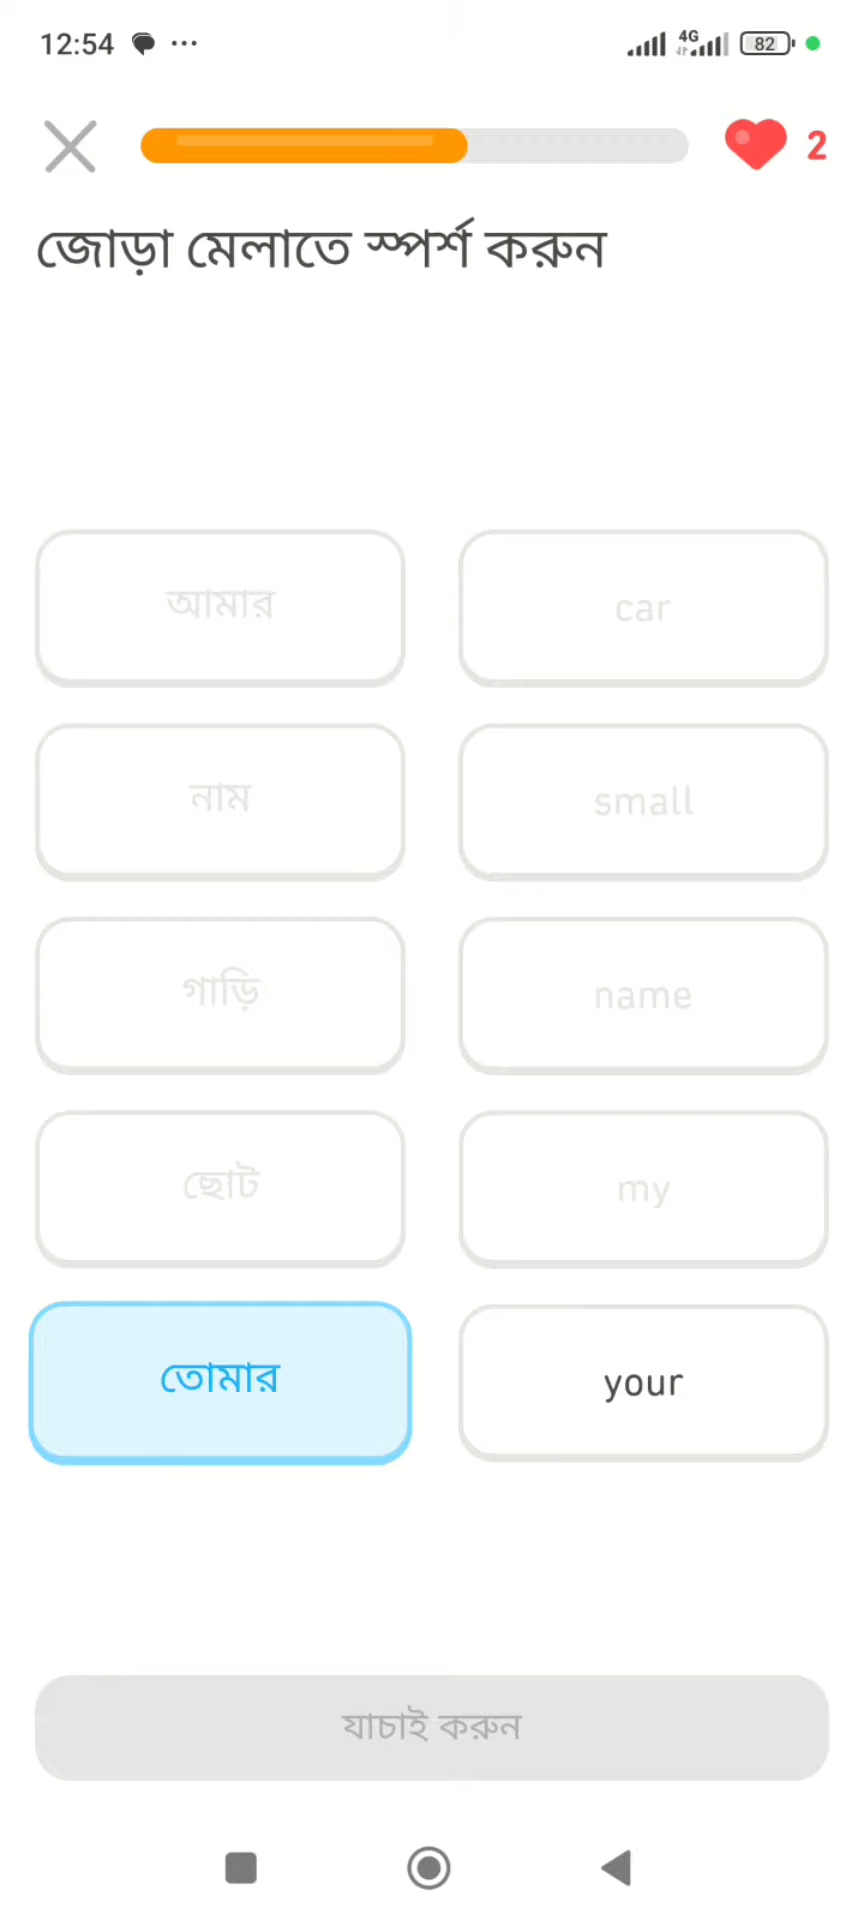 12:54
4G
82
2
জোড়া মেলাতে স্পর্শ করুন
আমার
car
নাম
small
গাড়ি
name
ছোট
my
তোমার
your
যাচাই করুন